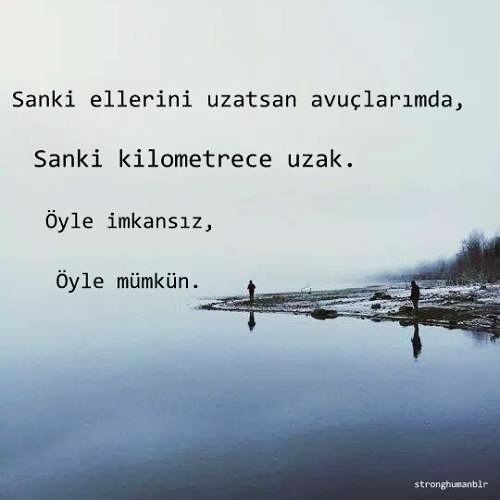 Sanki ellerini uzatsan avuçlarımda,
Sanki kilometrece uzak.
Öyle imkansız,
Öyle mümkün.
stronghumanblr